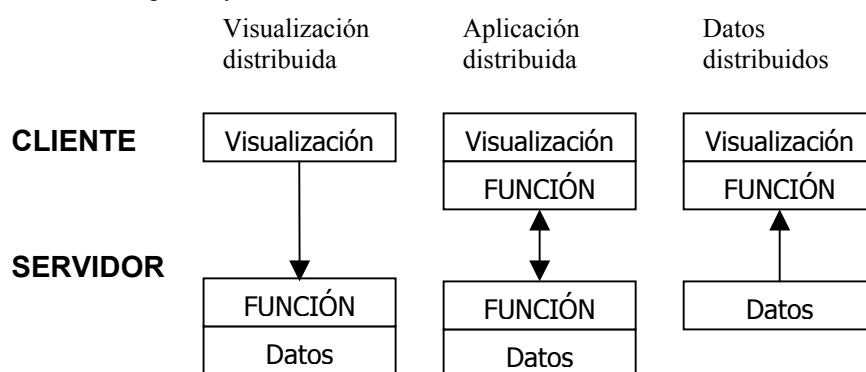 Visualización Aplicación Datos
distribuida distribuida distribuidos
CLIENTE Visualización Visualización Visualización
FUNCIÓN FUNCIÓN
SERVIDOR
FUNCIÓN FUNCIÓN Datos
Datos Datos